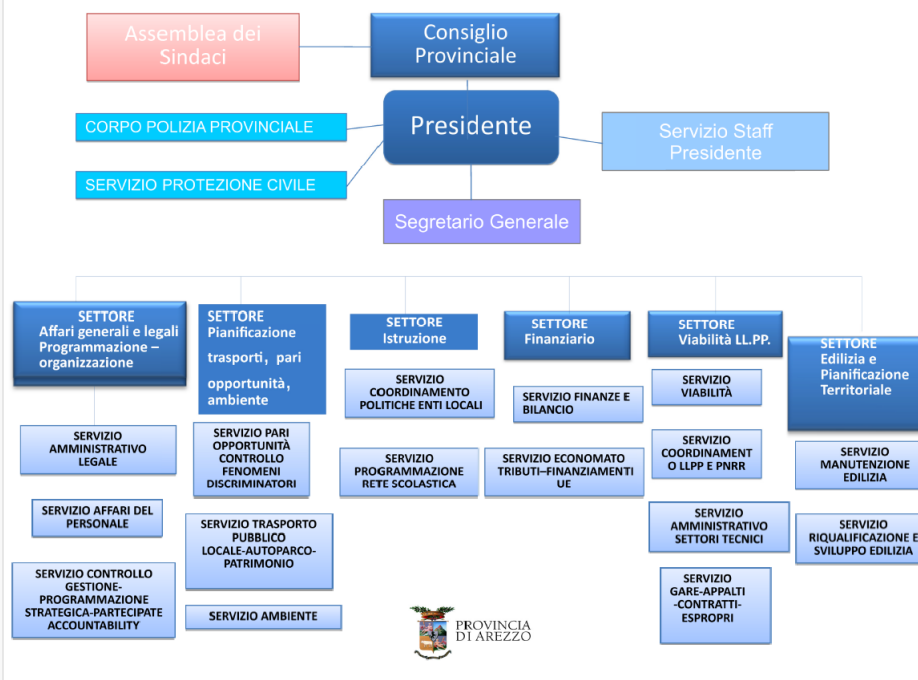 Assemblea dei
Sindaci
Consiglio
Provinciale
CORPO POLIZIA PROVINCIALE
Presidente
Servizio Staff
Presidente
SERVIZIO PROTEZIONE CIVILE
Segretario Generale
SETTORE
Affari generali e legali
Programmazione –
organizzazione
SERVIZIO
AMMINISTRATIVO
LEGALE
SERVIZIO AFFARI DEL
PERSONALE
SERVIZIO CONTROLLO
GESTIONE-
PROGRAMMAZIONE
STRATEGICA-PARTECIPATE
ACCOUNTABILITY
SETTORE
Pianificazione
trasporti, pari
opportunità,
ambiente
SERVIZIO PARI
OPPORTUNITÀ
CONTROLLO
FENOMENI
DISCRIMINATORI
SERVIZIO TRASPORTO
PUBBLICO
LOCALE-AUTOPARCO-
PATRIMONIO
SERVIZIO AMBIENTE
SETTORE
Istruzione
SERVIZIO
COORDINAMENTO
POLITICHE ENTI LOCALI
SERVIZIO
PROGRAMMAZIONE
RETE SCOLASTICA
SETTORE
Finanziario
SERVIZIO FINANZE E
BILANCIO
SERVIZIO ECONOMATO
TRIBUTI–FINANZIAMENTI
UE
SETTORE
Viabilità LL.PP.
SERVIZIO
VIABILITÀ
SERVIZIO
COORDINAMENT
O LLPP E PNRR
SERVIZIO
AMMINISTRATIVO
SETTORI TECNICI
SERVIZIO
GARE-APPALTI
-CONTRATTI-
ESPROPRI
SETTORE
Edilizia e
Pianificazione
Territoriale
SERVIZIO
MANUTENZIONE
EDILIZIA
SERVIZIO
RIQUALIFICAZIONE E
SVILUPPO EDILIZIA
PROVINCIA
DI AREZZO